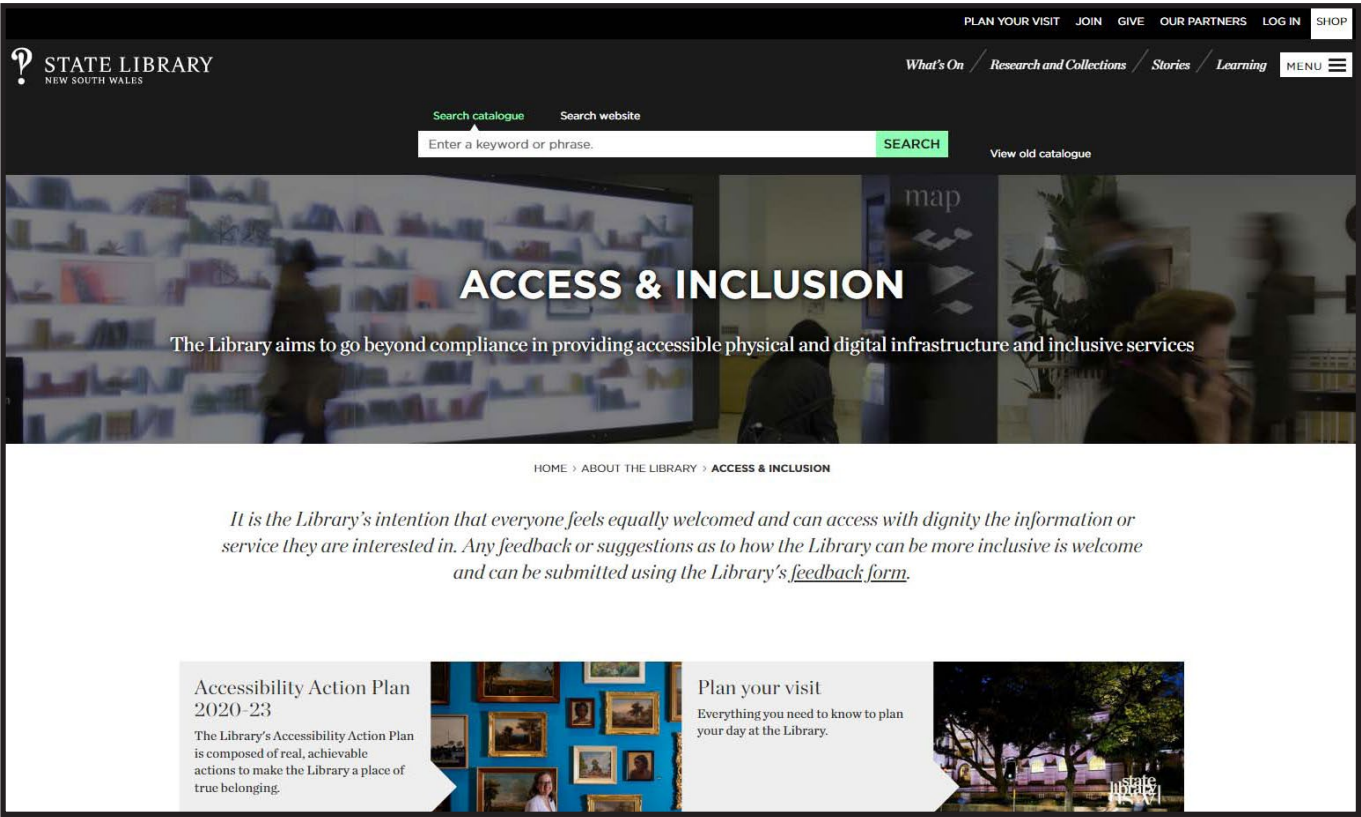 PLAN YOUR VISIT JOIN GIVE OUR PARTNERS LOG IN SHOP
STATE LIBRARY
NEW SOUTH WALES
What's On / Research and Collections / Stories / Learning MENU
Search catalogue Search website
Enter a keyword or phrase. SEARCH
View old catalogue
map
ACCESS & INCLUSION
The Library aims to go beyond compliance in providing accessible physical and digital infrastructure and inclusive services
HOME > ABOUT THE LIBRARY > ACCESS & INCLUSION
It is the Library's intention that everyone feels equally welcomed and can access with dignity the information or
service they are interested in. Any feedback or suggestions as to how the Library can be more inclusive is welcome
and can be submitted using the Library's feedback form.
Accessibility Action Plan
2020-23
The Library's Accessibility Action Plan
is composed of real, achievable
actions to make the Library a place of
true belonging.
Plan your visit
Everything you need to know to plan
your day at the Library.
state
library
nsw